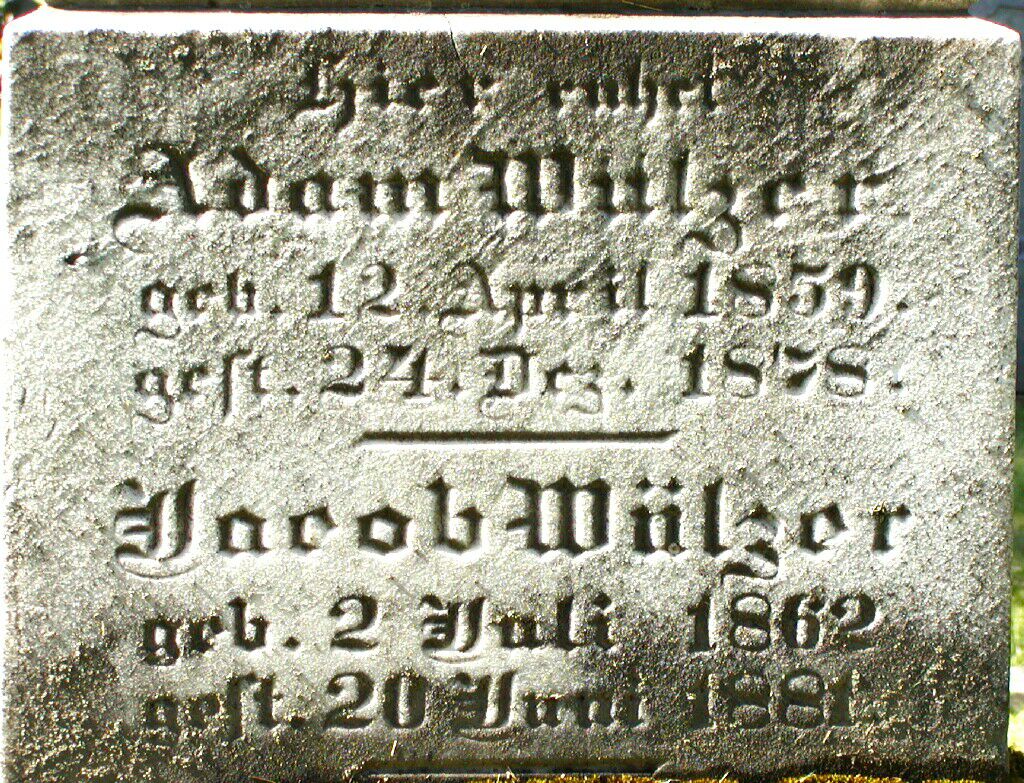 Hier ruhet
Adam Wülzer.
geb. 12. April 1859.
gest. 24. Dez. 1878.
Jacob Wülzer
geb. 2 Juli 1862
gest. 20 Juni 1881.